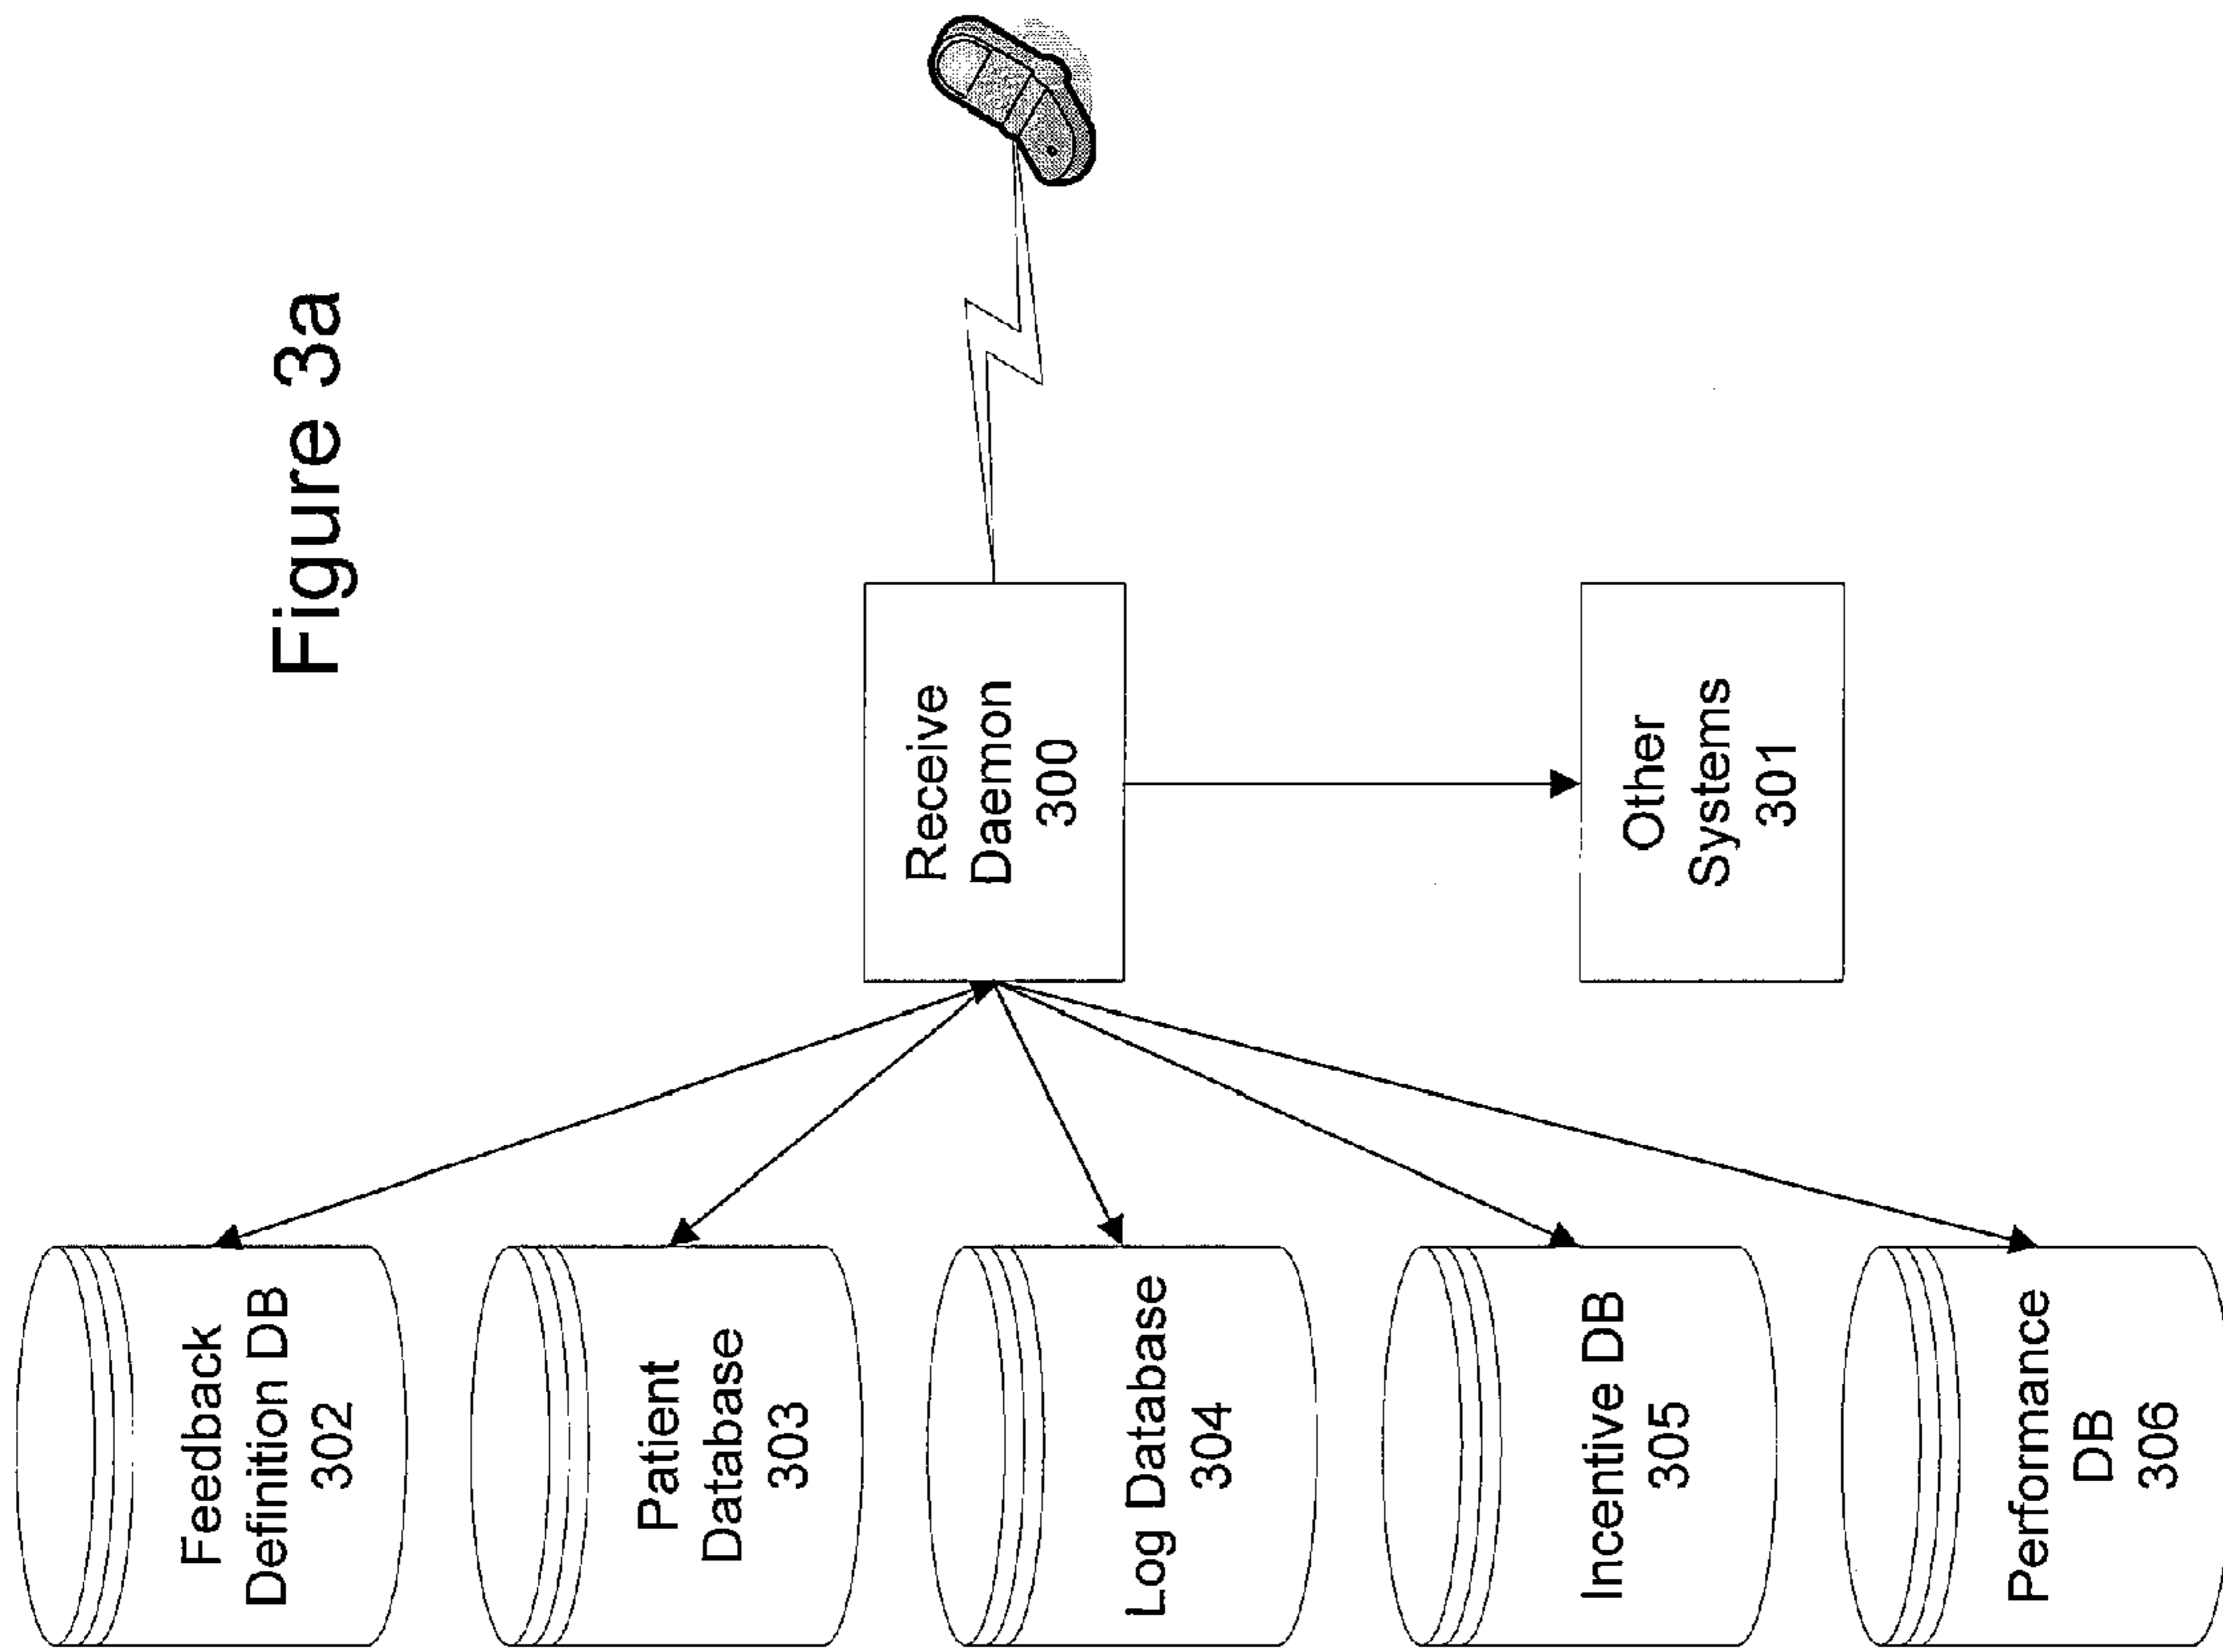 Figure 3a
Receive
Daemon
300
Other
Systems
301
Feedback
Definition DB
302
Patient
Database
303
Log Database
304
Incentive DB
305
Performance
DB
306